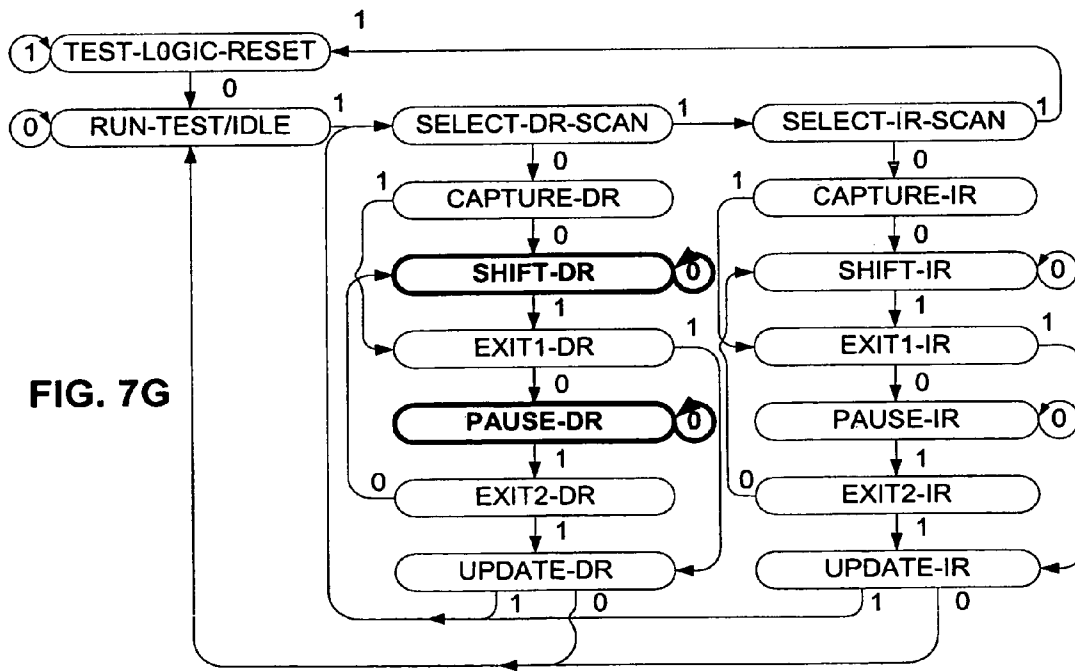 1
1 TEST-L0GIC-RESET
0
0 RUN-TEST/IDLE 1 SELECT-DR-SCAN 1 SELECT-IR-SCAN 1
0 0
1 CAPTURE-DR 1 CAPTURE-IR
0 0
SHIFT-DR 0 SHIFT-IR 0
1 1
EXIT1-DR 1 EXIT1-IR 1
0 0
FIG. 7G
PAUSE-DR 0 PAUSE-IR 0
1 1
0 EXIT2-DR 0 EXIT2-IR
1 1
UPDATE-DR UPDATE-IR
1 0 1 0